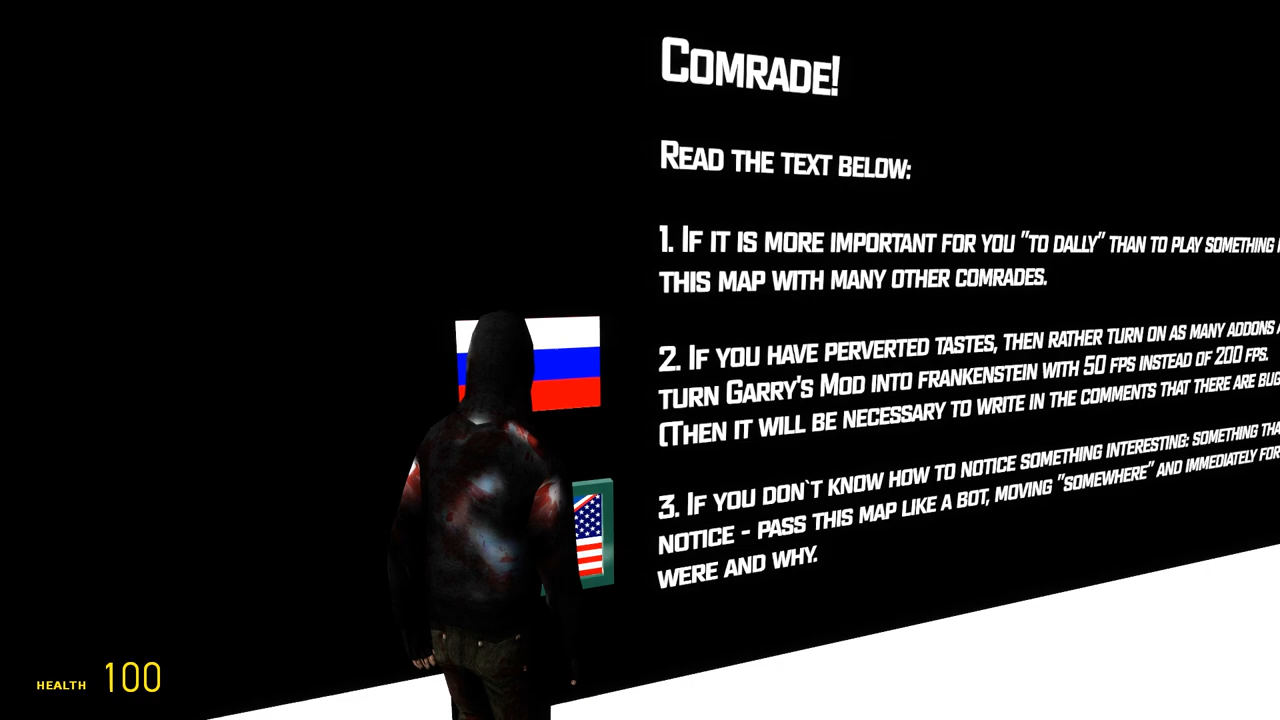 Comrade!
Read the text below:
1. If it is more important for you "to dally" than to play something
this map with many other comrades.
2. If you have perverted tastes, then rather turn on as many addons
turn Garry's Mod into Frankenstein with 50 fps instead of 200 fps.
(Then it will be necessary to write in the comments that there are
3. If you don`t know how to notice something interesting: something
notice - pass this map like a bot, moving "somewhere" and immediately
were and why.
HEALTH 100